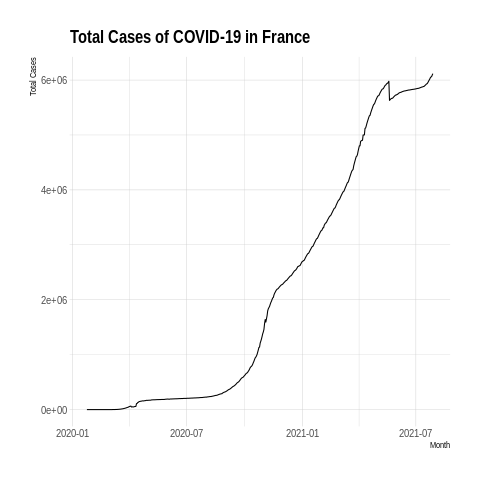 Total Cases of COVID-19 in France
Total Cases
6e+06
4e+06
2e+06
0e+00
2020-01 2020-07 2021-01 2021-07
Month